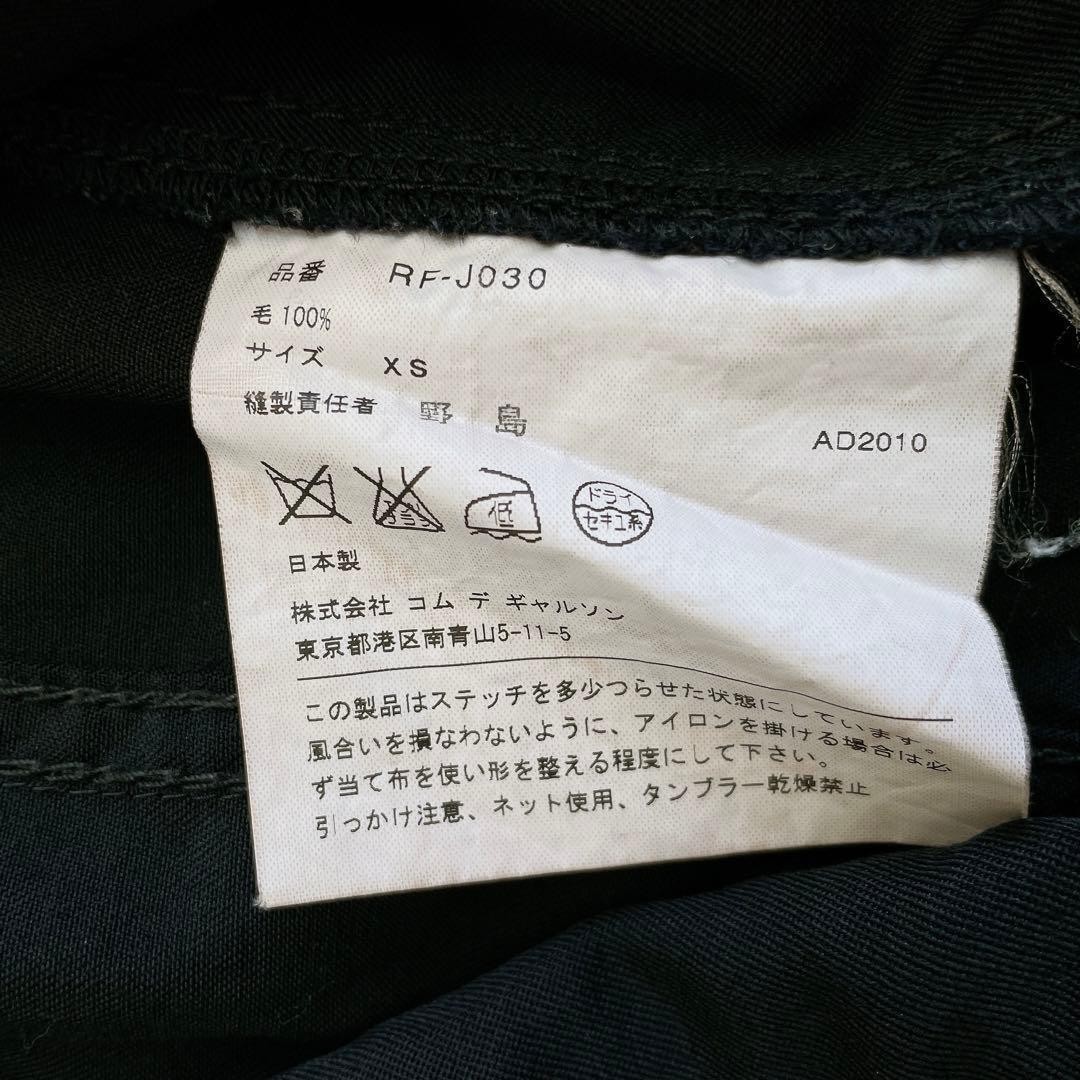 品番 RF-J030
毛 100%
サイズ XS
縫製責任者 野島
AD2010
エンソサラシ
低
ドライ
セキユ系
日本製
株式会社 コム デ ギャルソン
東京都港区南青山5-11-5
この製品はステッチを多少つらせた状態にしています。
風合いを損なわないように、アイロンを掛ける場合は必
ず当て布を使い形を整える程度にして下さい。
引っかけ注意、ネット使用、タンブラー乾燥禁止